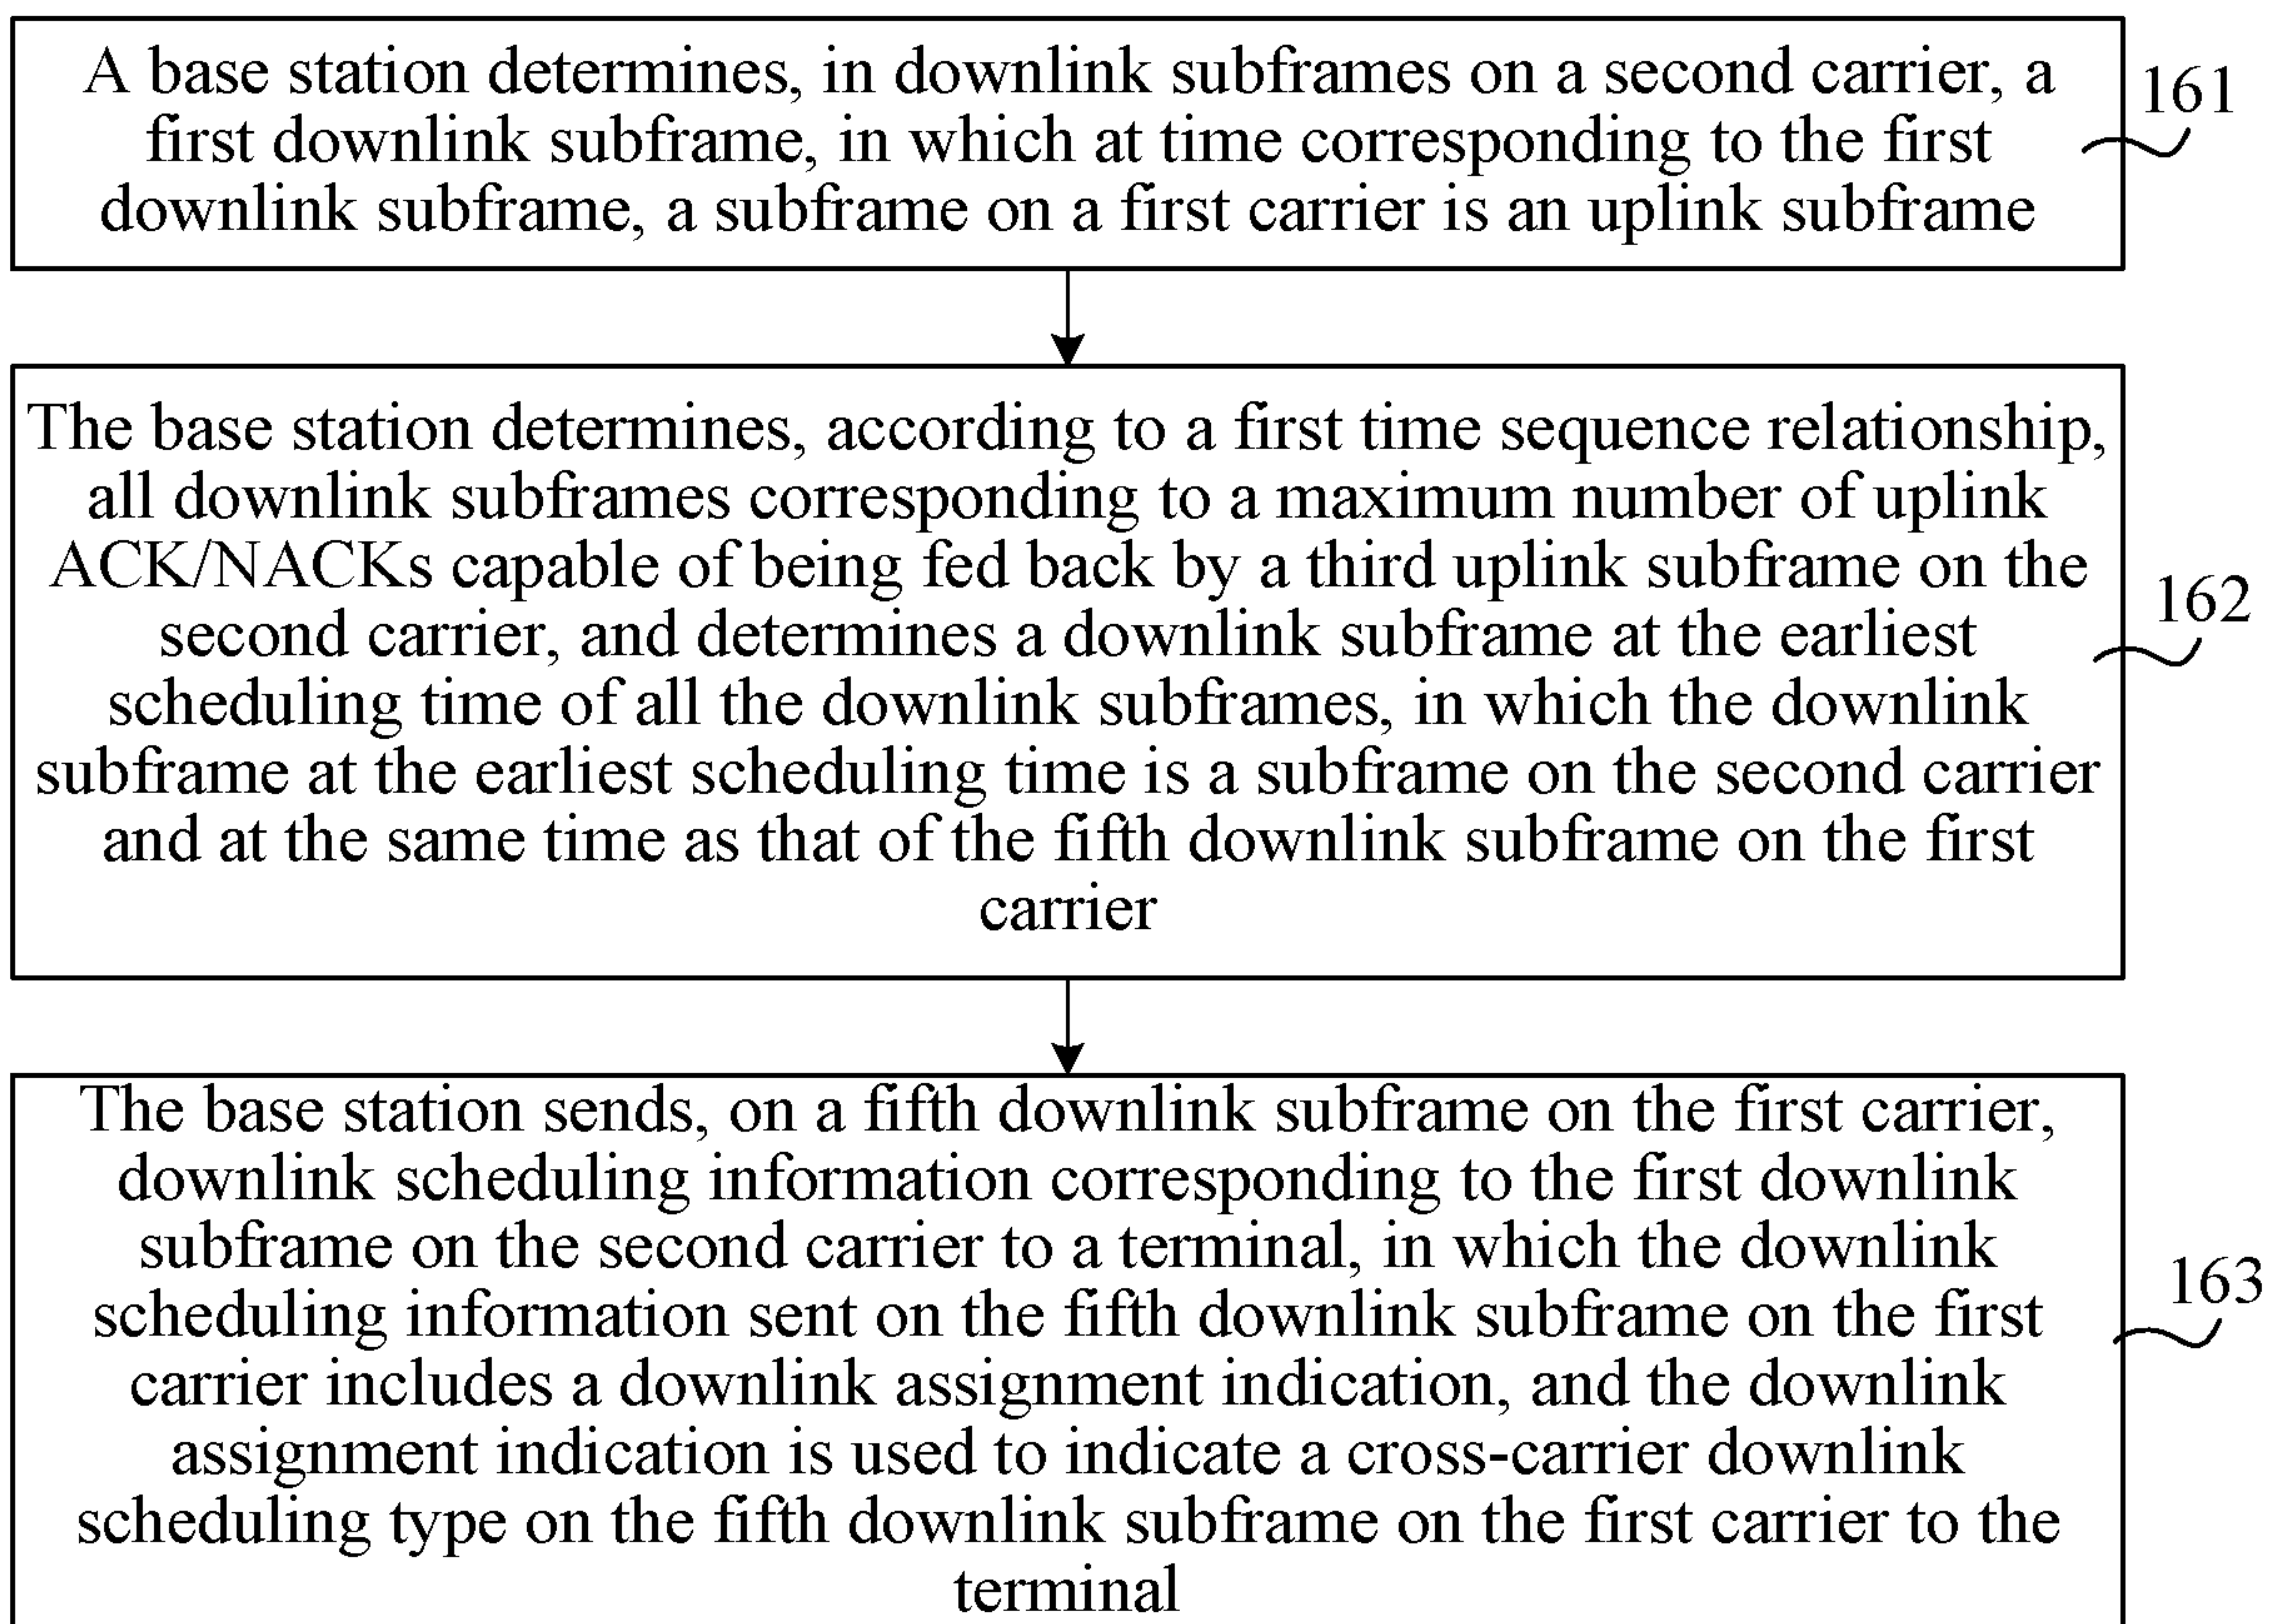 A base station determines, in downlink subframes on a second carrier, a
first downlink subframe, in which at time corresponding to the first
downlink subframe, a subframe on a first carrier is an uplink subframe
161
The base station determines, according to a first time sequence relationship,
all downlink subframes corresponding to a maximum number of uplink
ACK/NACKs capable of being fed back by a third uplink subframe on the
second carrier, and determines a downlink subframe at the earliest
scheduling time of all the downlink subframes, in which the downlink
subframe at the earliest scheduling time is a subframe on the second carrier
and at the same time as that of the fifth downlink subframe on the first
carrier
162
The base station sends, on a fifth downlink subframe on the first carrier,
downlink scheduling information corresponding to the first downlink
subframe on the second carrier to a terminal, in which the downlink
scheduling information sent on the fifth downlink subframe on the first
carrier includes a downlink assignment indication, and the downlink
assignment indication is used to indicate a cross-carrier downlink
scheduling type on the fifth downlink subframe on the first carrier to the
terminal
163